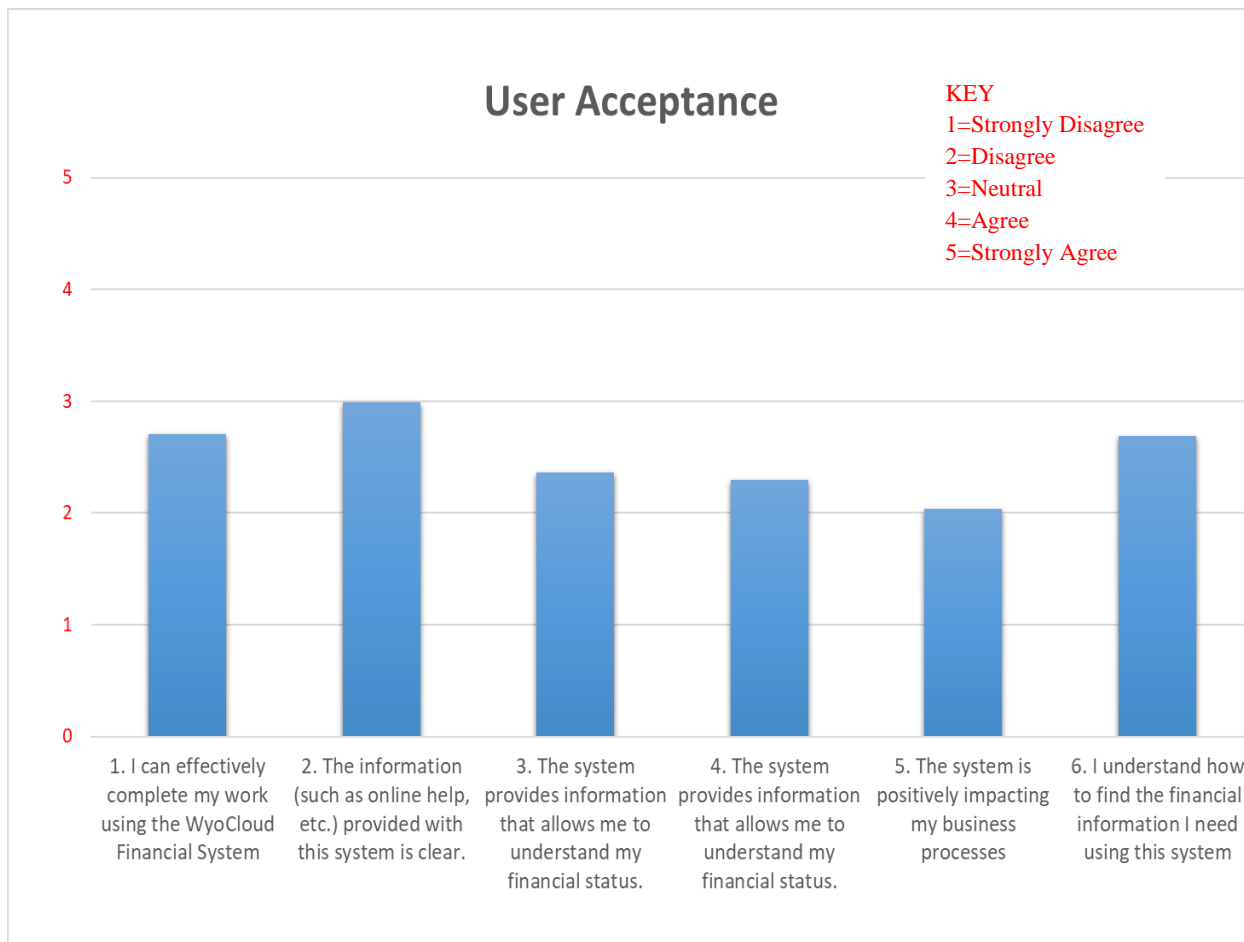 User Acceptance
KEY
1=Strongly Disagree
2=Disagree
3=Neutral
4=Agree
5=Strongly Agree
5
4
3
2
1
0
1. I can effectively
complete my work
using the WyoCloud
Financial System
2. The information
(such as online help,
etc.) provided with
this system is clear.
3. The system
provides information
that allows me to
understand my
financial status.
4. The system
provides information
that allows me to
understand my
financial status.
5. The system is
positively impacting
my business
processes
6. I understand how
to find the financial
information I need
using this system